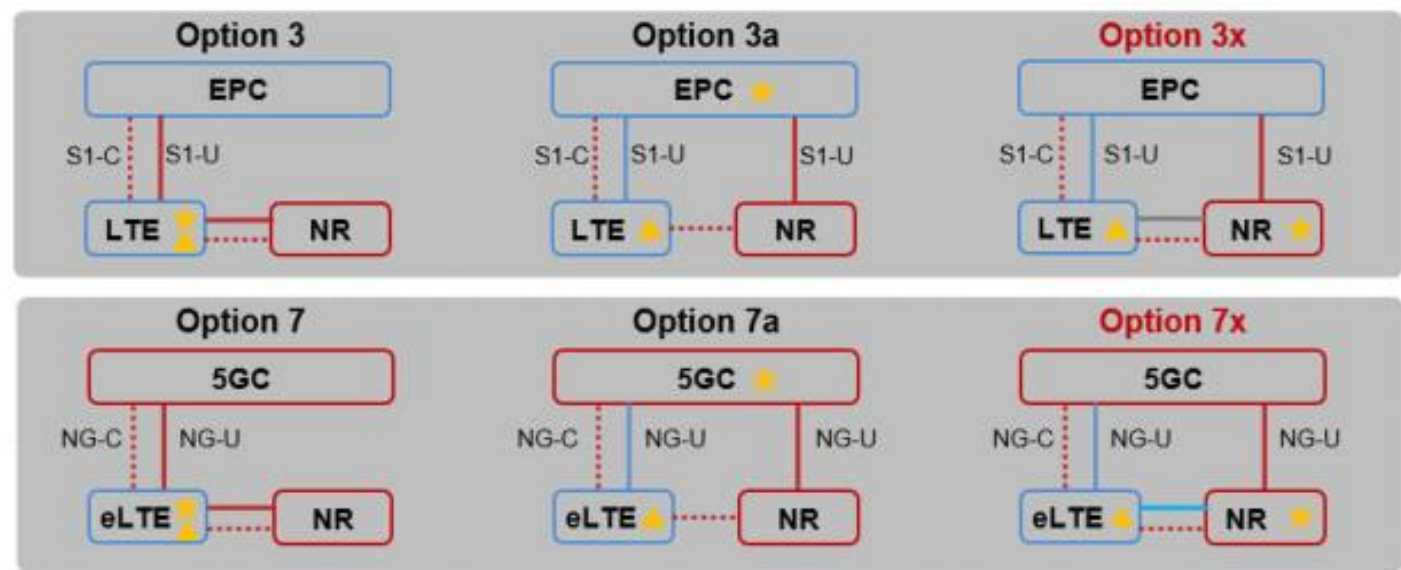 Option 3 Option 3a Option 3x
EPC EPC EPC
S1-C S1-U S1-C S1-U S1-U S1-C S1-U S1-U
LTE NR LTE NR LTE NR
Option 7 Option 7a Option 7x
5GC 5GC 5GC
NG-C NG-U NG-C NG-U NG-U NG-C NG-U NG-U
eLTE NR eLTE NR eLTE NR